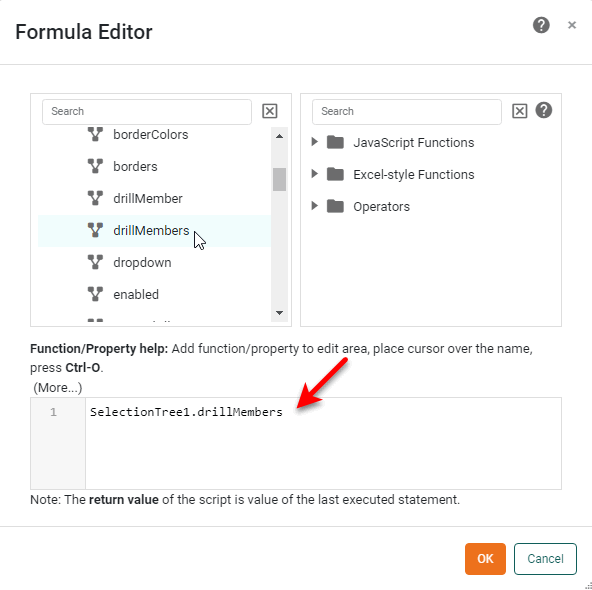 Formula Editor
Search
borderColors
borders
drillMember
drillMembers
dropdown
enabled
Search
JavaScript Functions
Excel-style Functions
Operators
Function/Property help: Add function/property to edit area, place cursor over the name,
press Ctrl-O.
(More...)
1 SelectionTree1.drillMembers
Note: The return value of the script is value of the last executed statement.
OK Cancel